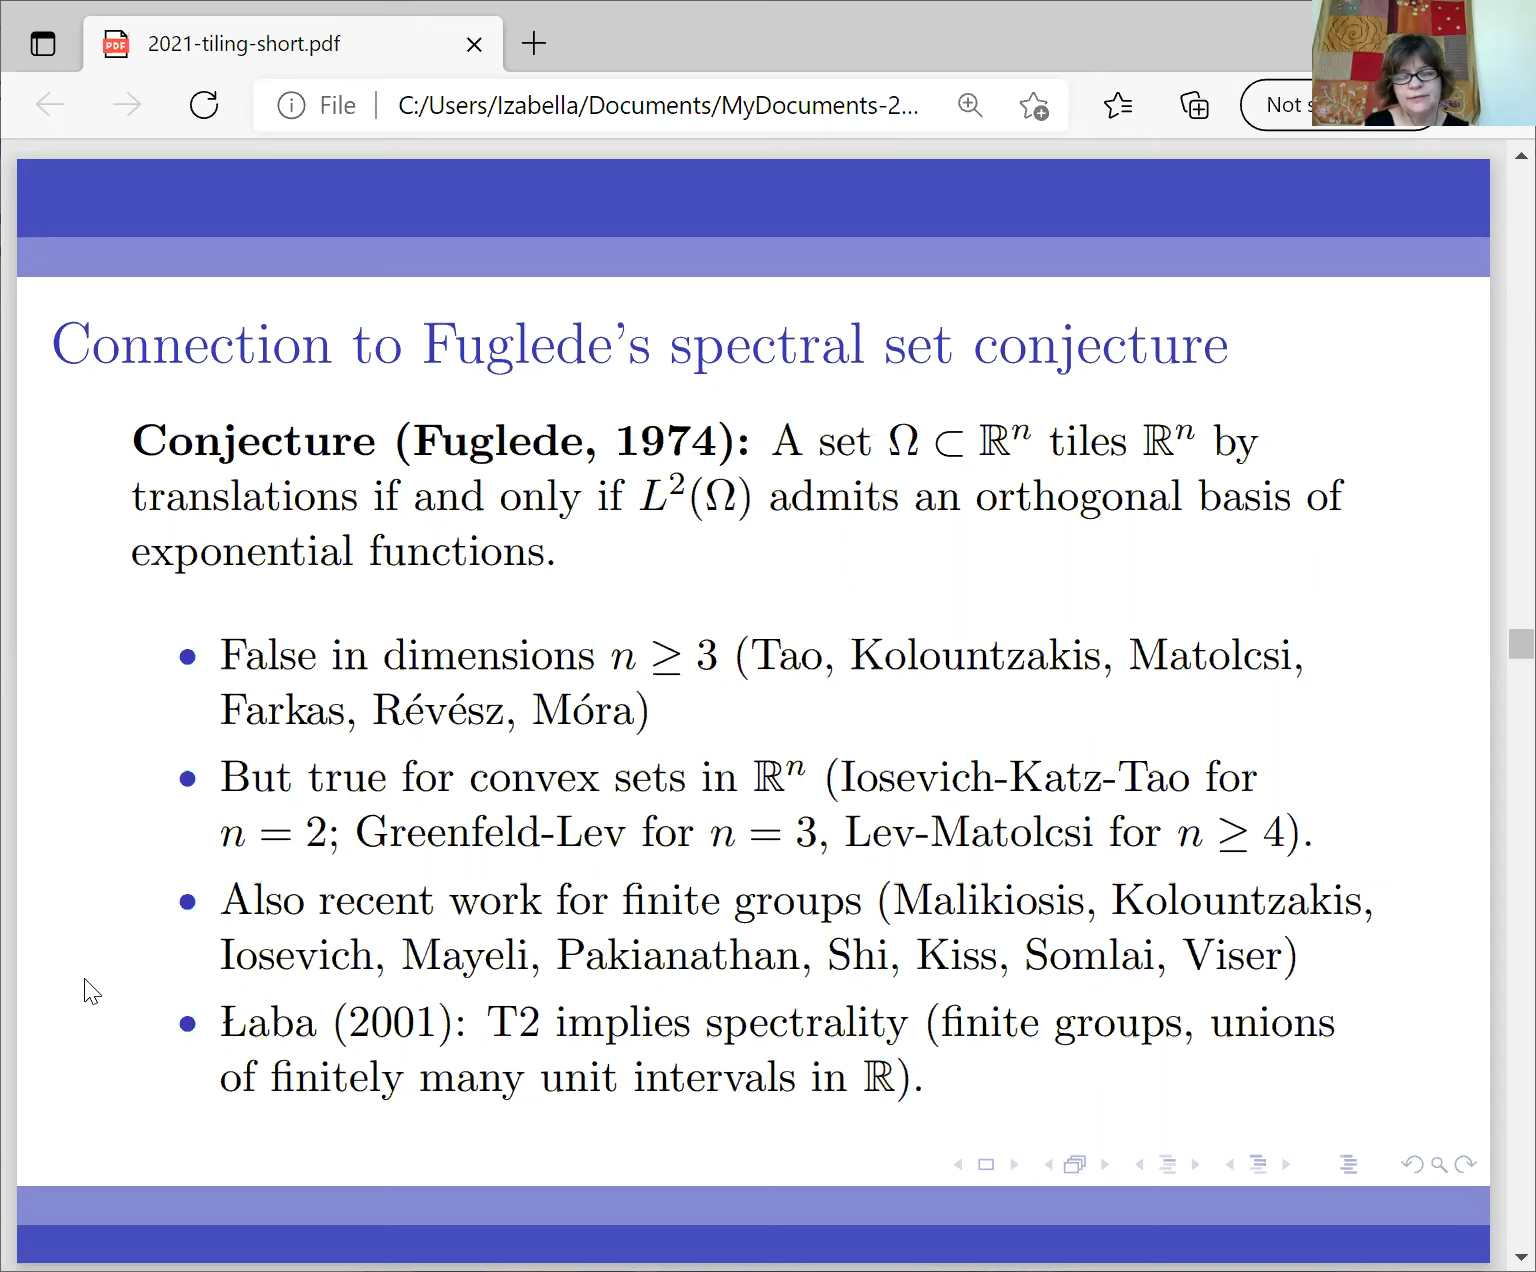 2021-tiling-short.pdf
File C:/Users/Izabella/Documents/MyDocuments-2... Not s
Connection to Fuglede's spectral set conjecture
Conjecture (Fuglede, 1974): A set Ω ⊂ ℝⁿ tiles ℝⁿ by
translations if and only if L²(Ω) admits an orthogonal basis of
exponential functions.
• False in dimensions n ≥ 3 (Tao, Kolountzakis, Matolcsi,
Farkas, Révész, Móra)
• But true for convex sets in ℝⁿ (Iosevich-Katz-Tao for
n = 2; Greenfeld-Lev for n = 3, Lev-Matolcsi for n ≥ 4).
• Also recent work for finite groups (Malikiosis, Kolountzakis,
Iosevich, Mayeli, Pakianathan, Shi, Kiss, Somlai, Viser)
• Łaba (2001): T2 implies spectrality (finite groups, unions
of finitely many unit intervals in ℝ).